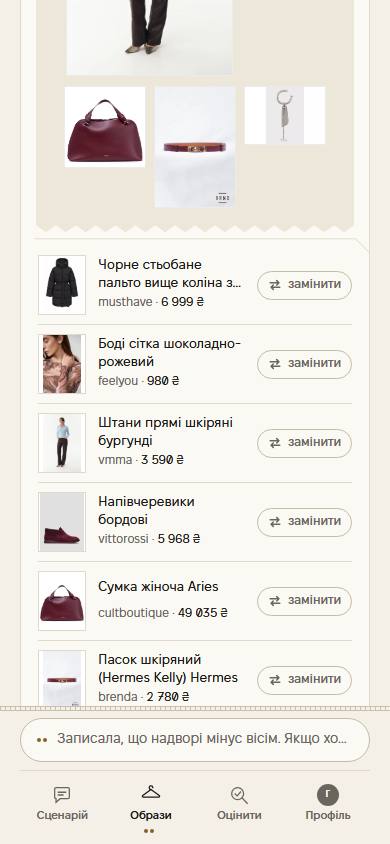 Чорне стьобане
пальто вище коліна з...
musthave · 6 999 ₴
замінити
Боді сітка шоколадно-
рожевий
feelyou · 980 ₴
замінити
Штани прямі шкіряні
бургунді
vmma · 3 590 ₴
замінити
Напівчеревики
бордові
vittorossi · 5 968 ₴
замінити
Сумка жіноча Aries
cultboutique · 49 035 ₴
замінити
Пасок шкіряний
(Hermes Kelly) Hermes
brenda · 2 780 ₴
замінити
Записала, що надворі мінус вісім. Якщо хо...
Сценарій
Образи
Оцінити
Г
Профіль